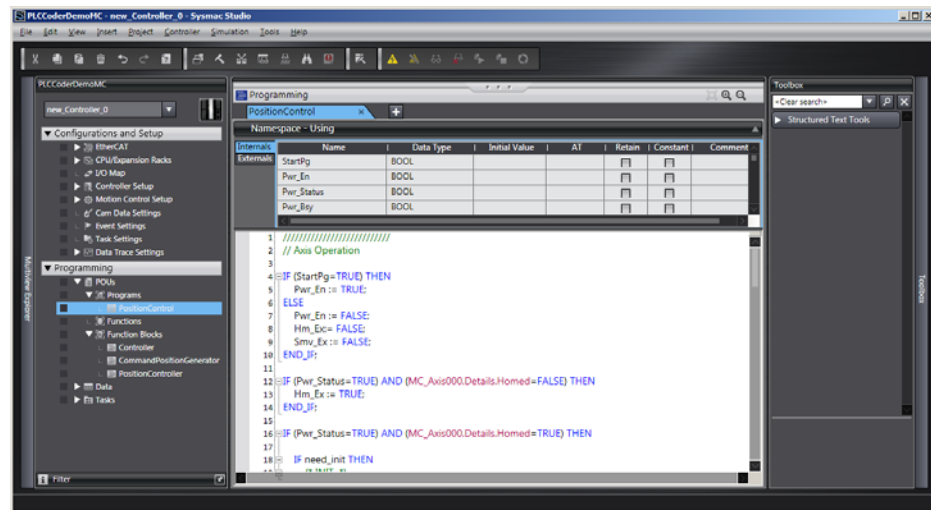 PLCCoderDemoMC - new_Controller_0 - Sysmac Studio
File Edit View Insert Project Controller Simulation Tools Help
PLCCoderDemoMC
new_Controller_0
Configurations and Setup
EtherCAT
CPU/Expansion Racks
I/O Map
Controller Setup
Motion Control Setup
Cam Data Settings
Event Settings
Task Settings
Data Trace Settings
Programming
POUs
Programs
PositionControl
Functions
Function Blocks
Controller
CommandPositionGenerator
PositionController
Data
Tasks
Filter
Multiview Explorer
Programming
PositionControl
Namespace - Using
Internals
Externals
Name Data Type Initial Value AT Retain Constant Comment
StartPg BOOL
Pwr_En BOOL
Pwr_Status BOOL
Pwr_Bsy BOOL
1 ///////////////////////////
2 // Axis Operation
3
4 IF (StartPg=TRUE) THEN
5 Pwr_En := TRUE;
6 ELSE
7 Pwr_En := FALSE;
8 Hm_Ex:= FALSE;
9 Smv_Ex := FALSE;
10 END_IF;
11
12 IF (Pwr_Status=TRUE) AND (MC_Axis000.Details.Homed=FALSE) THEN
13 Hm_Ex := TRUE;
14 END_IF;
15
16 IF (Pwr_Status=TRUE) AND (MC_Axis000.Details.Homed=TRUE) THEN
17
18 IF need_init THEN
Toolbox
<Clear search>
Structured Text Tools
Toolbox